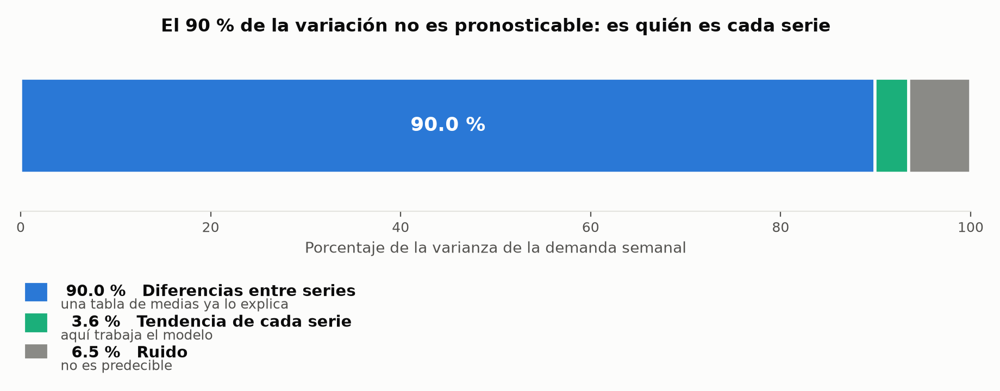 El 90 % de la variación no es pronosticable: es quién es cada serie
90.0 %
0 20 40 60 80 100
Porcentaje de la varianza de la demanda semanal
90.0 % Diferencias entre series
una tabla de medias ya lo explica
3.6 % Tendencia de cada serie
aquí trabaja el modelo
6.5 % Ruido
no es predecible